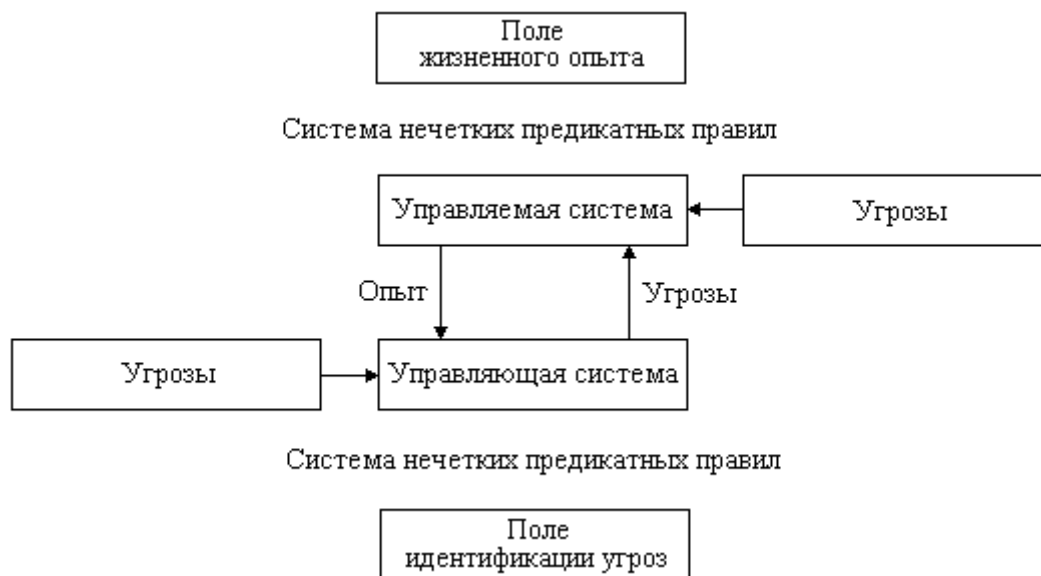 Поле
жизненного опыта
Система нечетких предикатных правил
Управляемая система
Угрозы
Опыт
Угрозы
Угрозы
Управляющая система
Система нечетких предикатных правил
Поле
идентификации угроз